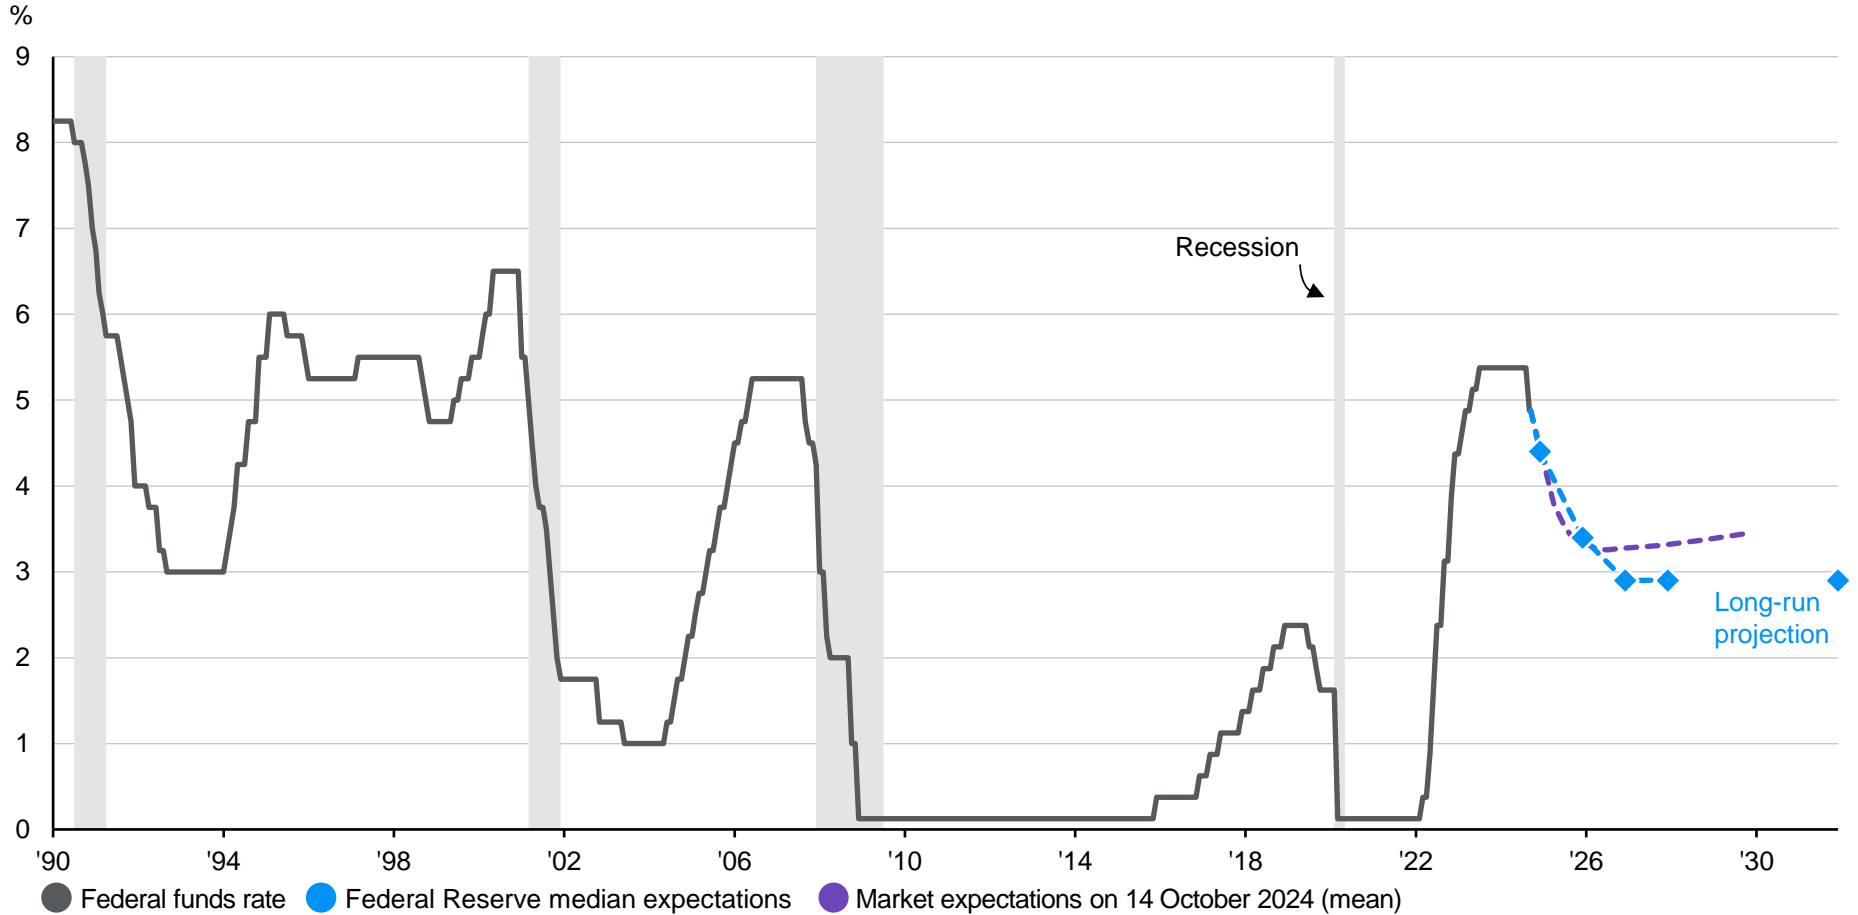 %
9
8
7
6
5
4
3
2
1
0
Recession
Long-run
projection
'90 '94 '98 '02 '06 '10 '14 '18 '22 '26 '30
Federal funds rate Federal Reserve median expectations Market expectations on 14 October 2024 (mean)